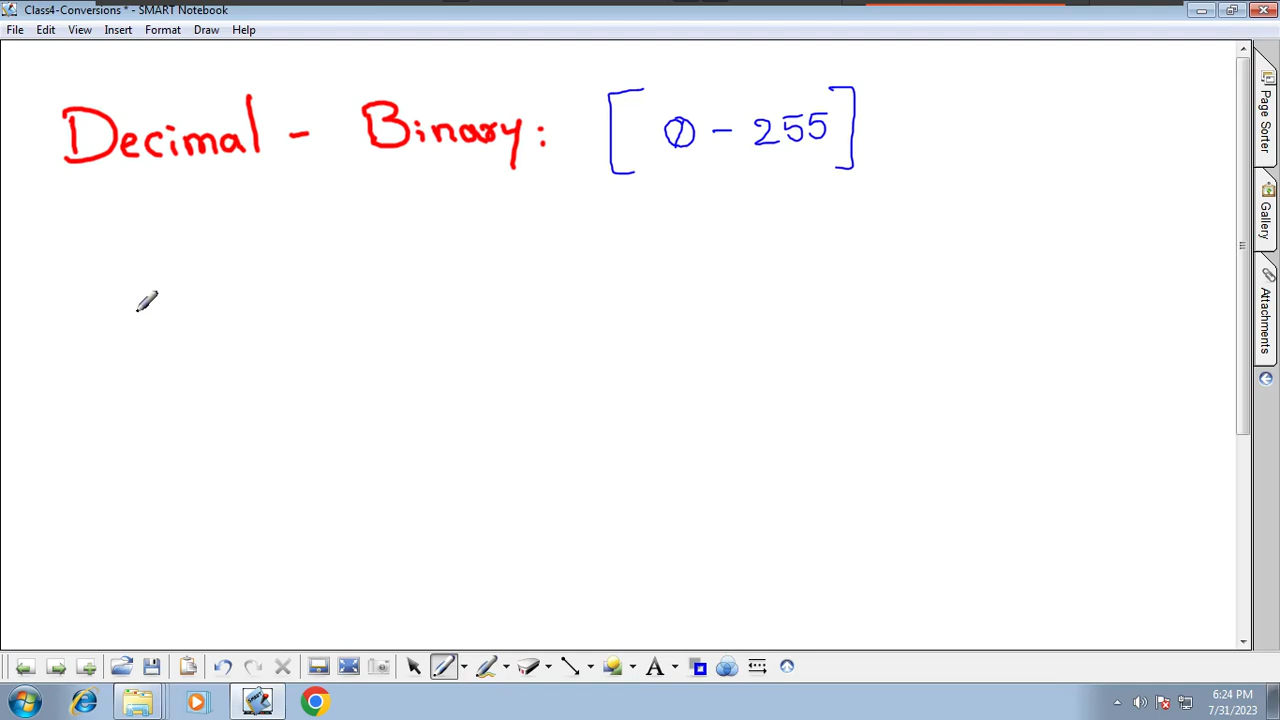 Class4-Conversions * - SMART Notebook
File Edit View Insert Format Draw Help
Decimal - Binary: [ 0 - 255 ]
Page Sorter
Gallery
Attachments
6:24 PM
7/31/2023